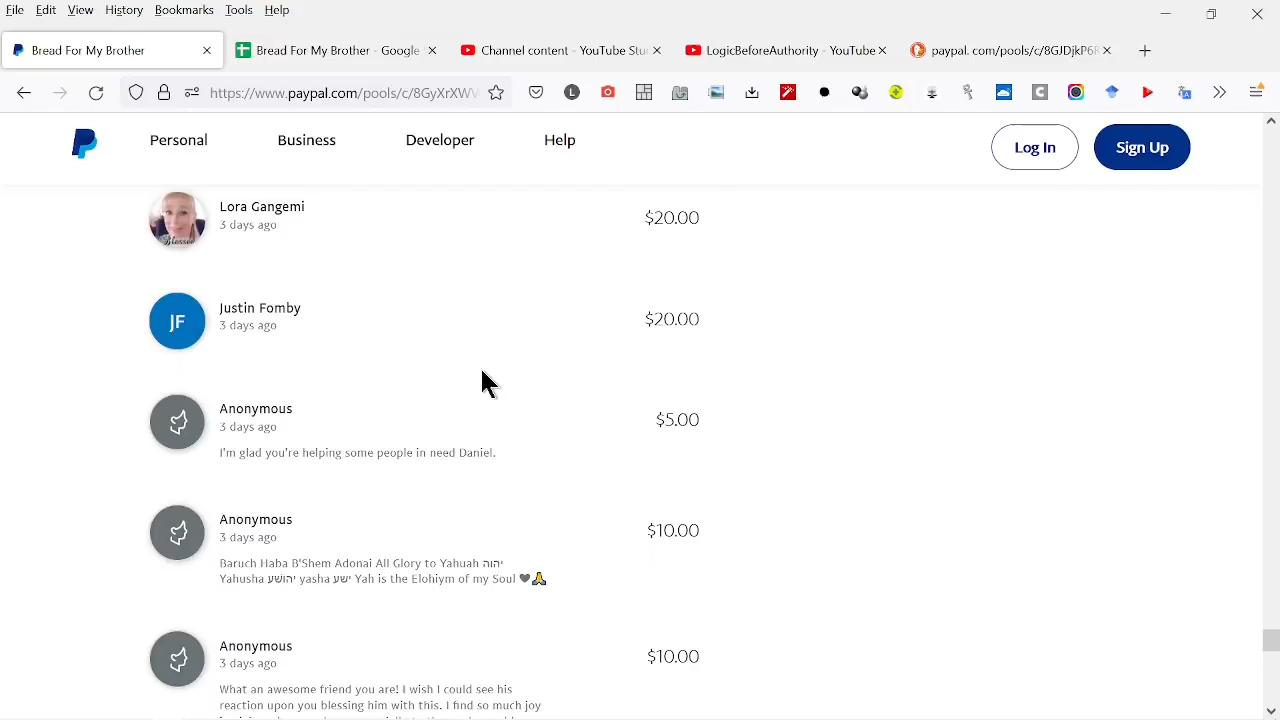 File Edit View History Bookmarks Tools Help
Bread For My Brother
Bread For My Brother - Google
Channel content - YouTube Stu
LogicBeforeAuthority - YouTube
paypal. com/pools/c/8GJDjkP6R
https://www.paypal.com/pools/c/8GyXrXWV
Personal Business Developer Help
Log In Sign Up
Lora Gangemi
3 days ago
$20.00
Blessed
JF
Justin Fomby
3 days ago
$20.00
Anonymous
3 days ago
$5.00
I'm glad you're helping some people in need Daniel.
Anonymous
3 days ago
$10.00
Baruch Haba B'Shem Adonai All Glory to Yahuah יהוה
Yahusha יהושע yasha ישע Yah is the Elohiym of my Soul 🖤🙏
Anonymous
3 days ago
$10.00
What an awesome friend you are! I wish I could see his
reaction upon you blessing him with this. I find so much joy